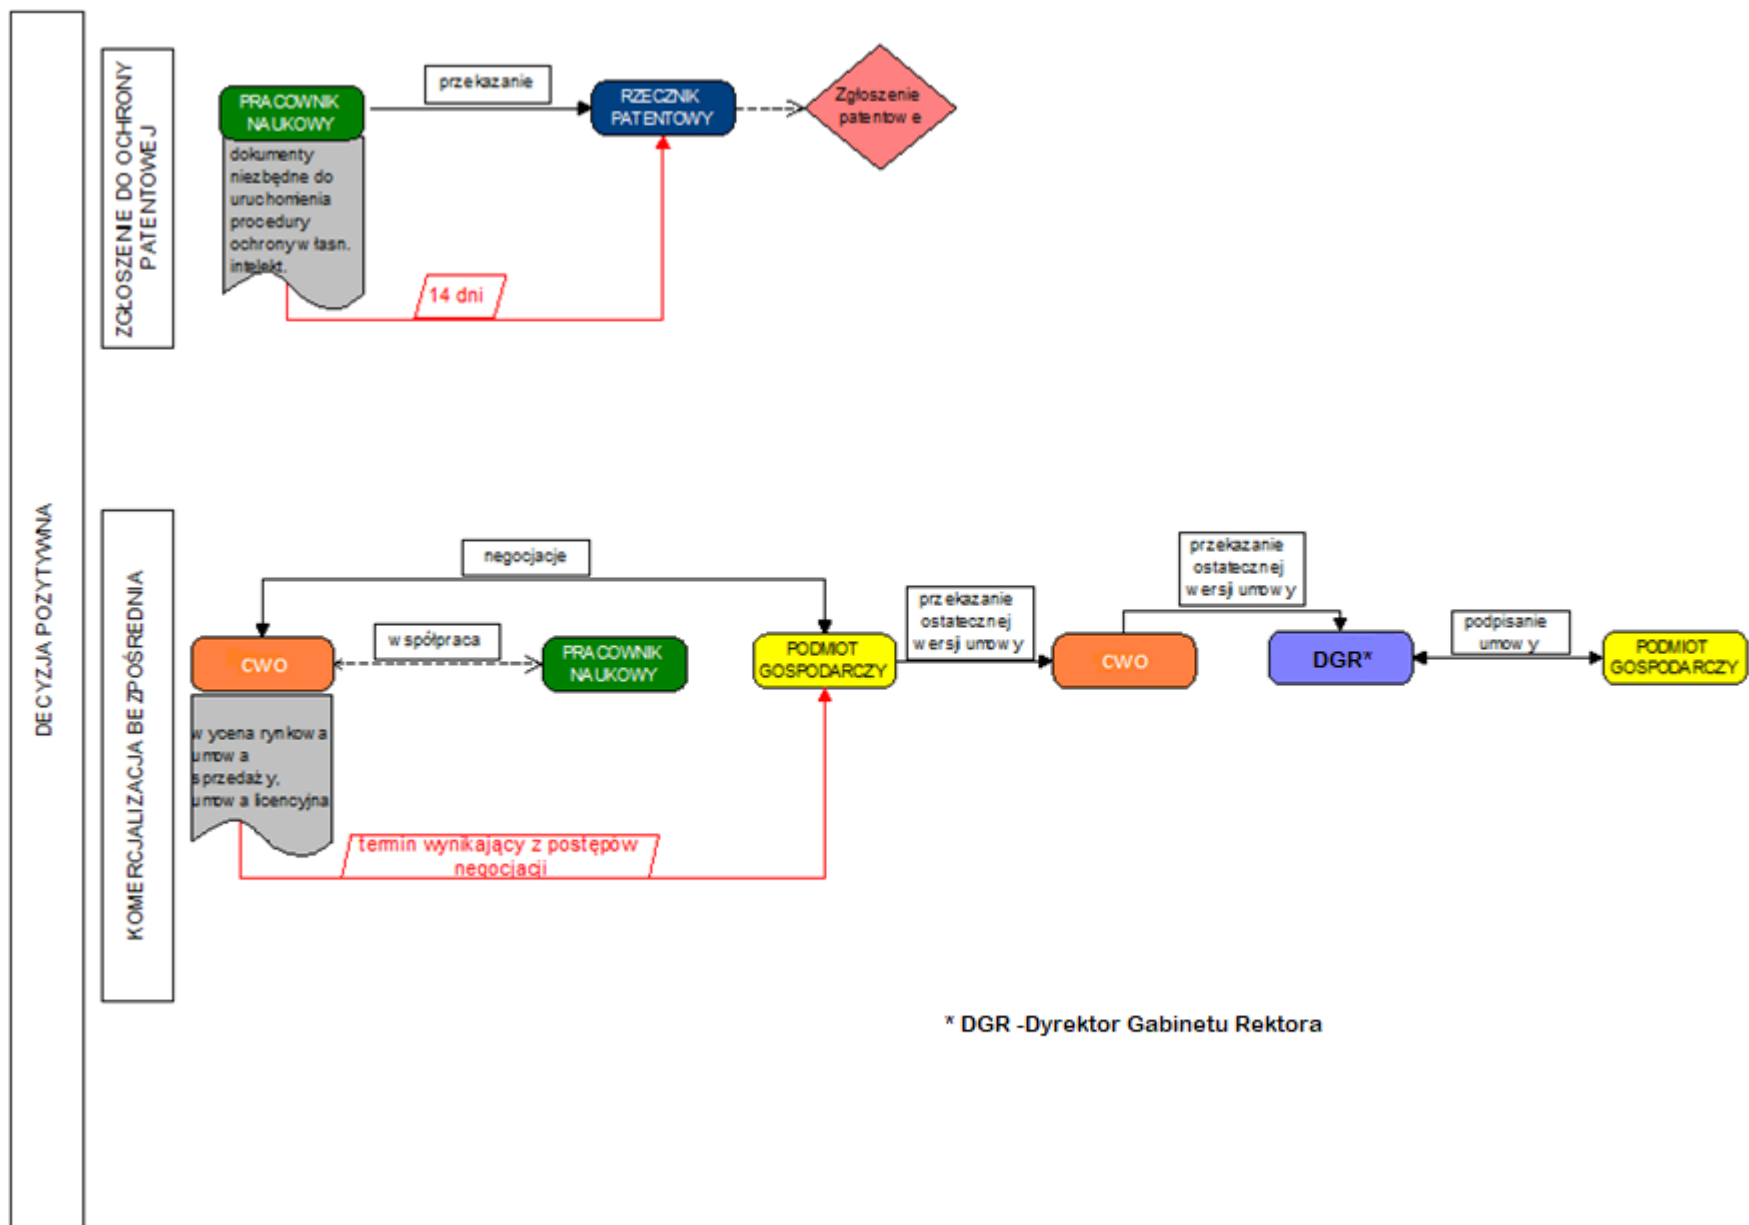 DECYZJA POZYTYWNA
ZGŁOSZENIE DO OCHRONY
PATENTOWEJ
PRACOWNIK
NAUKOWY
przekazanie
RZECZNIK
PATENTOWY
Zgłoszenie
patentowe
dokumenty
niezbędne do
uruchomienia
procedury
ochrony własn.
intelekt.
14 dni
KOMERCJALIZACJA BEZPOŚREDNIA
negocjacje
CWO
współpraca
PRACOWNIK
NAUKOWY
PODMIOT
GOSPODARCZY
przekazanie
ostatecznej
wersji umowy
CWO
przekazanie
ostatecznej
wersji umowy
DGR*
podpisanie
umowy
PODMIOT
GOSPODARCZY
wycena rynkowa
umowa
sprzedaży,
umowa licencyjna
termin wynikający z postępów
negocjacji
* DGR -Dyrektor Gabinetu Rektora